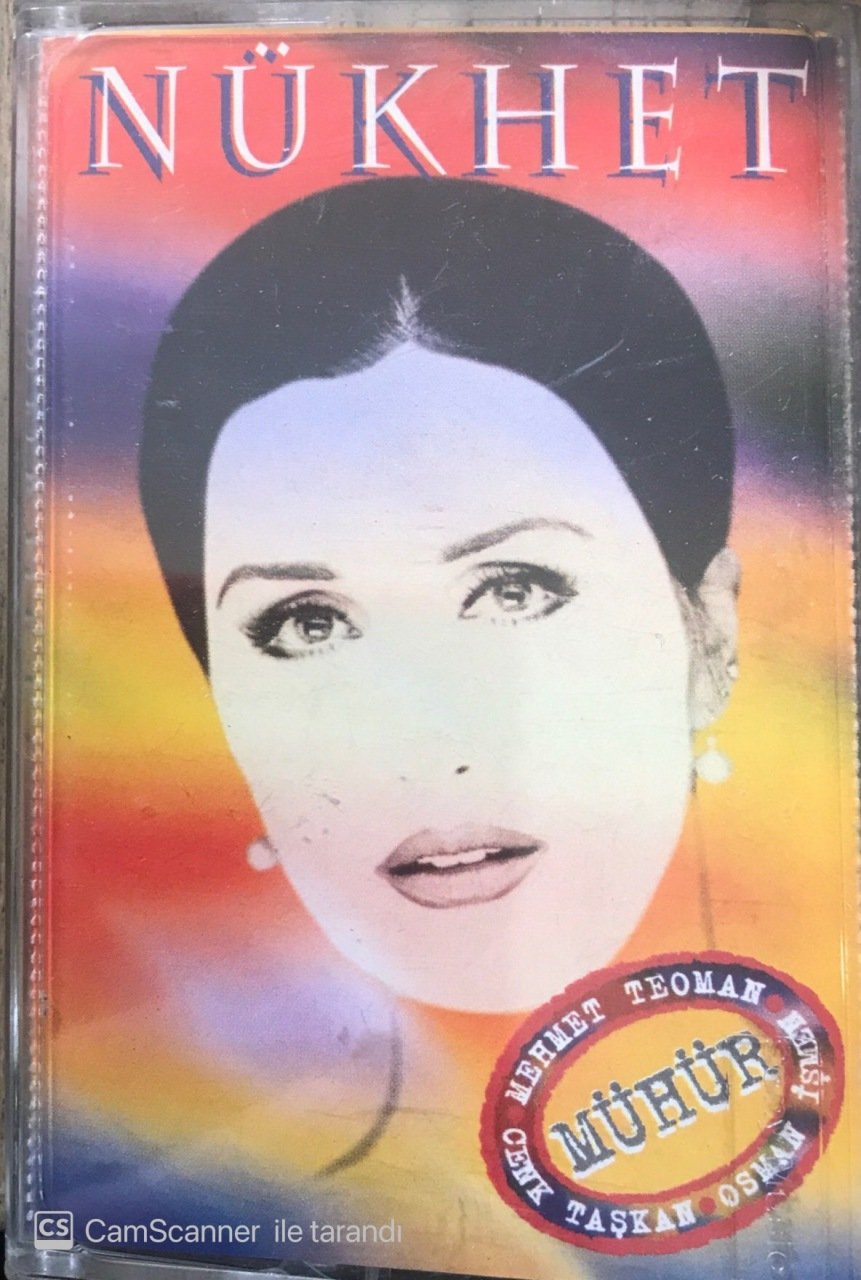 NÜKHET
MEHMET TEOMAN • OSMAN İŞMEN • CENK TAŞKAN
MÜHÜR
CS CamScanner ile tarandı